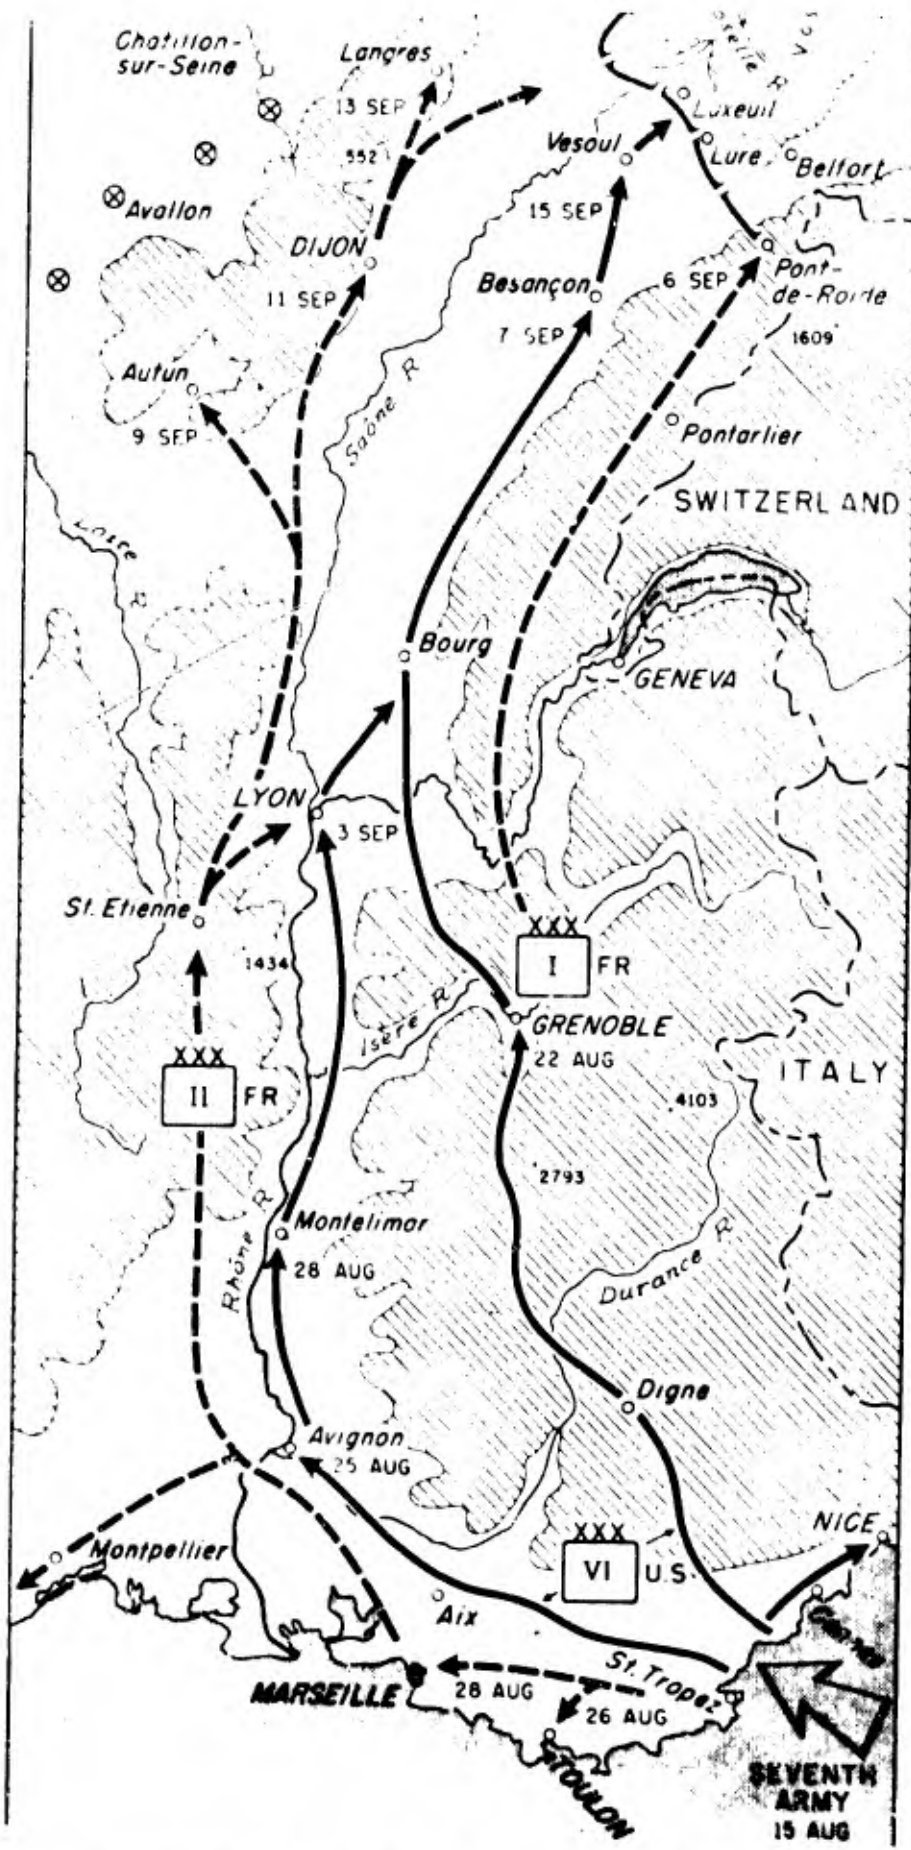 Chatillon-
sur-Seine
Langres
13 SEP
552
R
Luxeuil
Vesoul
Lure
Belfort
Avallon
15 SEP
DIJON
11 SEP
Besançon
7 SEP
6 SEP
Pont-
de-Roide
1609
Autun
9 SEP
Saône R
Pontarlier
SWITZERLAND
Loire
R
Bourg
GENEVA
LYON
3 SEP
St. Etienne
XXX
I FR
1434
Isère R
GRENOBLE
22 AUG
ITALY
XXX
II FR
4103
2793
Rhône R
Montelimar
28 AUG
Durance R
Digne
Avignon
25 AUG
NICE
XXX
VI U.S
Montpellier
Aix
Cannes
St. Tropez
MARSEILLE
28 AUG
26 AUG
TOULON
SEVENTH
ARMY
15 AUG